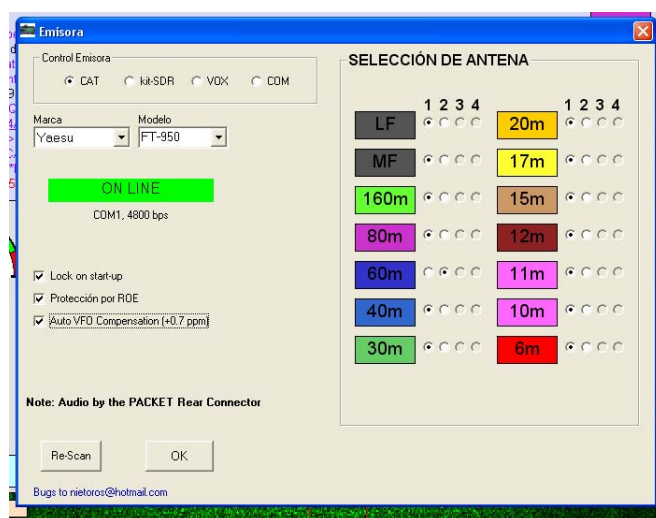 Emisora
Control Emisora
CAT kit-SDR VOX COM
Marca Modelo
Yaesu FT-950
ON LINE
COM1, 4800 bps
Lock on start-up
Protección por ROE
Auto VFO Compensation (+0.7 ppm)
Note: Audio by the PACKET Rear Connector
Re-Scan OK
Bugs to nietoros@hotmail.com
SELECCIÓN DE ANTENA
1 2 3 4 1 2 3 4
LF 20m
MF 17m
160m 15m
80m 12m
60m 11m
40m 10m
30m 6m